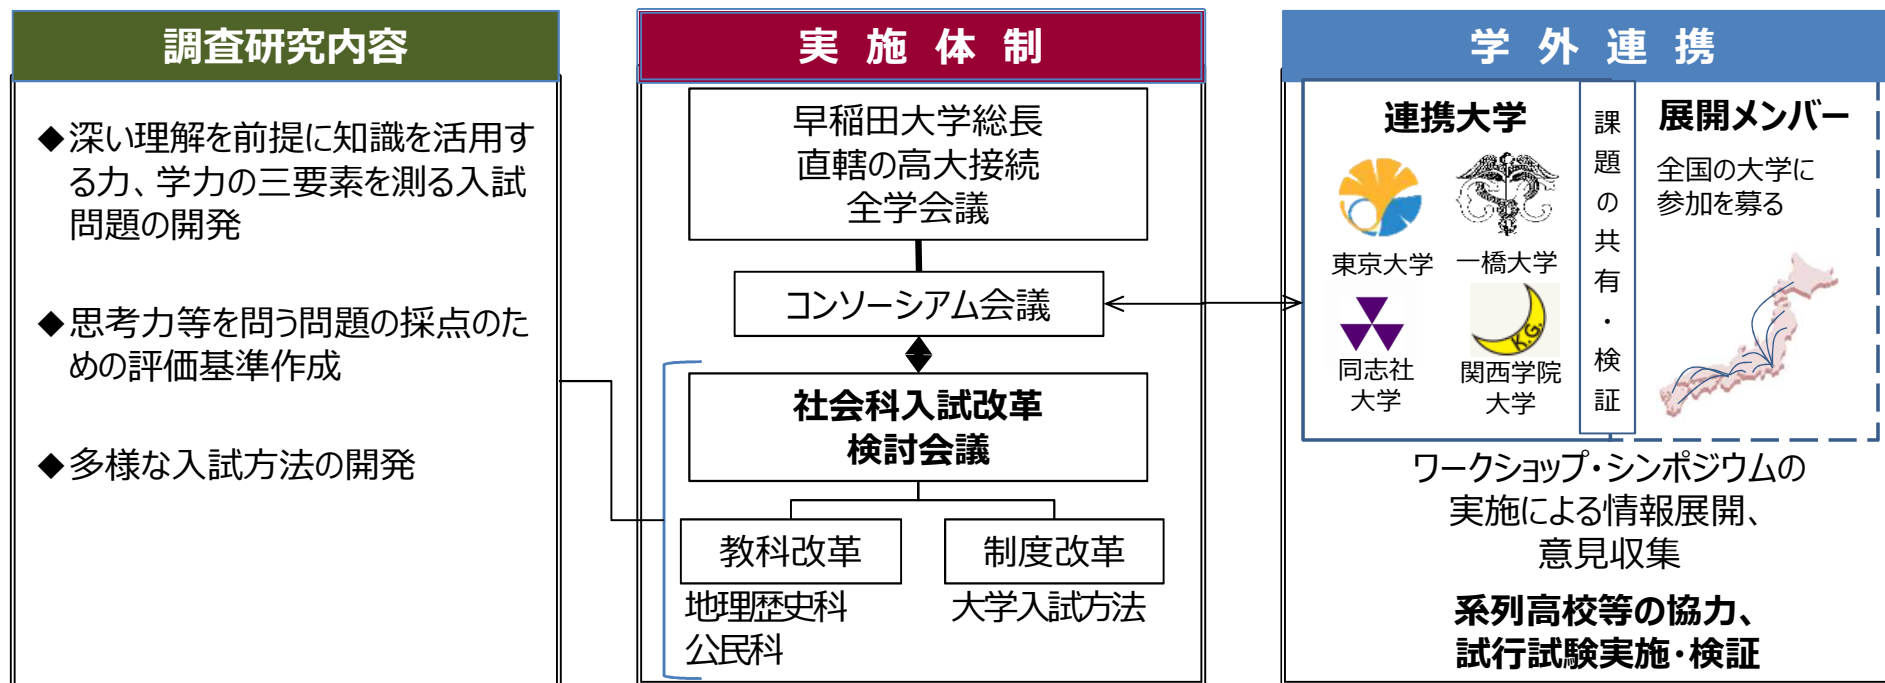 調査研究内容
◆深い理解を前提に知識を活用す
る力、学力の三要素を測る入試
問題の開発
◆思考力等を問う問題の採点のた
めの評価基準作成
◆多様な入試方法の開発
実施体制
早稲田大学総長
直轄の高大接続
全学会議
コンソーシアム会議
社会科入試改革
検討会議
教科改革
地理歴史科
公民科
制度改革
大学入試方法
学外連携
連携大学
東京大学
一橋大学
同志社
大学
K.G.
関西学院
大学
課題の共有・検証
展開メンバー
全国の大学に
参加を募る
ワークショップ・シンポジウムの
実施による情報展開、
意見収集
系列高校等の協力、
試行試験実施・検証